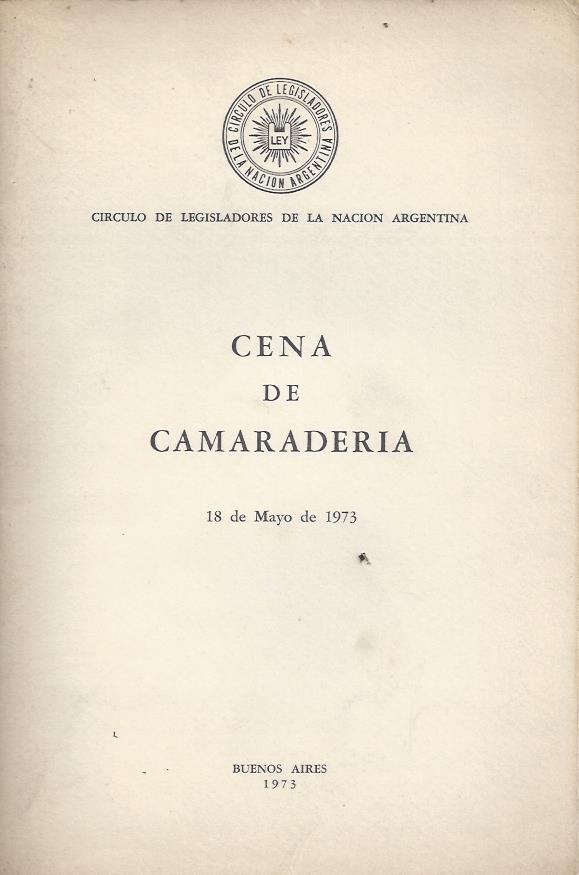 CIRCULO DE LEGISLADORES
DE LA NACION ARGENTINA
LEY
CIRCULO DE LEGISLADORES DE LA NACION ARGENTINA
CENA
DE
CAMARADERIA
18 de Mayo de 1973
BUENOS AIRES
1973